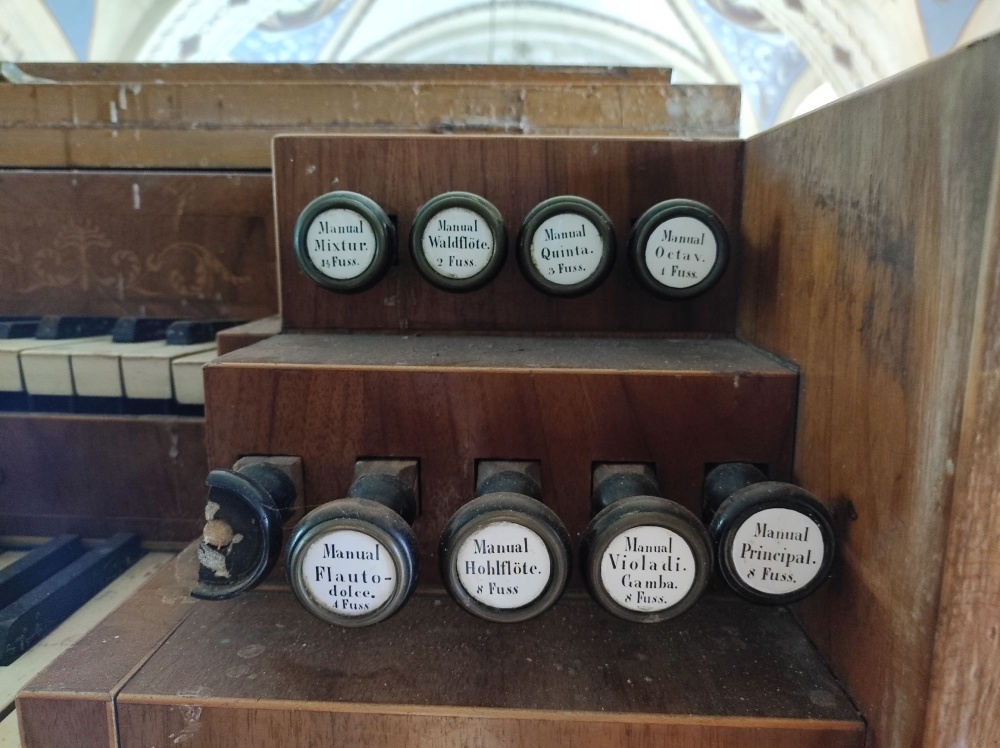 Manual
Mixtur.
1⅓ Fuss.
Manual
Waldflöte.
2 Fuss.
Manual
Quinta.
3 Fuss.
Manual
Octav.
4 Fuss.
Manual
Flauto-
dolce.
4 Fuss
Manual
Hohlflöte.
8 Fuss
Manual
Violadi.
Gamba.
8 Fuss.
Manual
Principal.
8 Fuss.